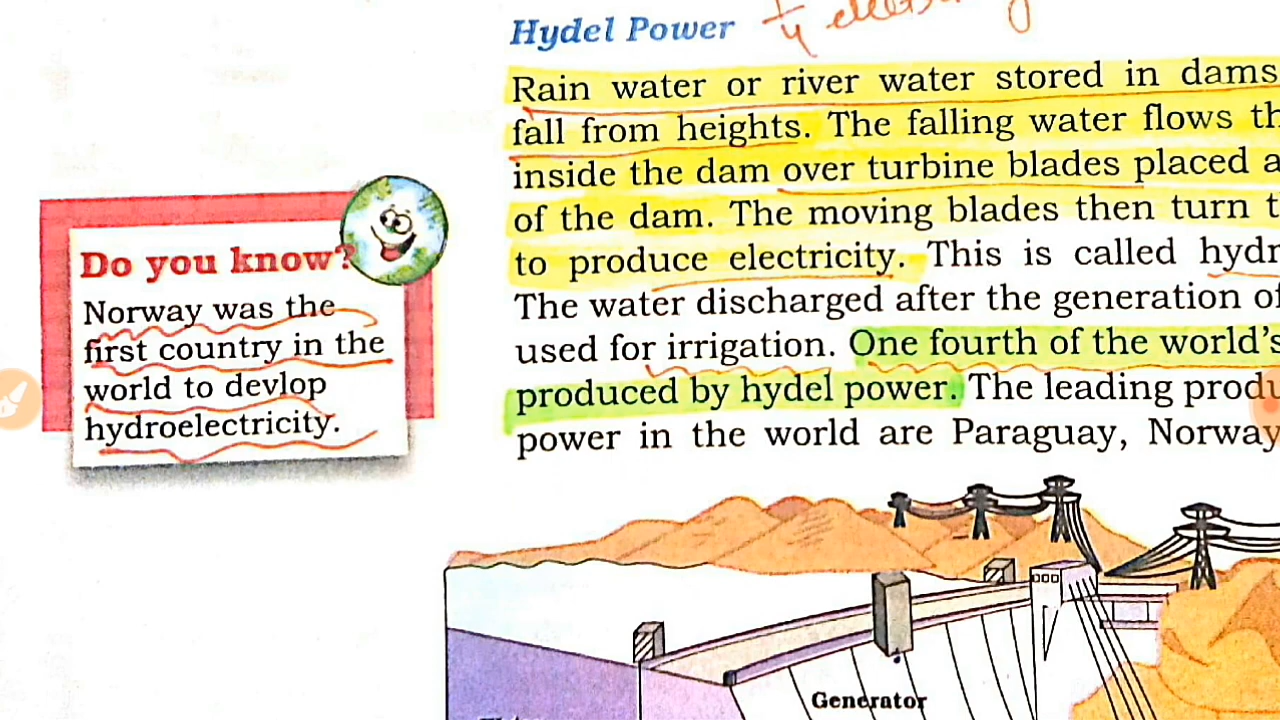 Hydel Power
Rain water or river water stored in dams
fall from heights. The falling water flows th
inside the dam over turbine blades placed a
of the dam. The moving blades then turn t
to produce electricity. This is called hydr
The water discharged after the generation of
used for irrigation. One fourth of the world's
produced by hydel power. The leading produ
power in the world are Paraguay, Norway
Do you know?
Norway was the
first country in the
world to devlop
hydroelectricity.
Generator